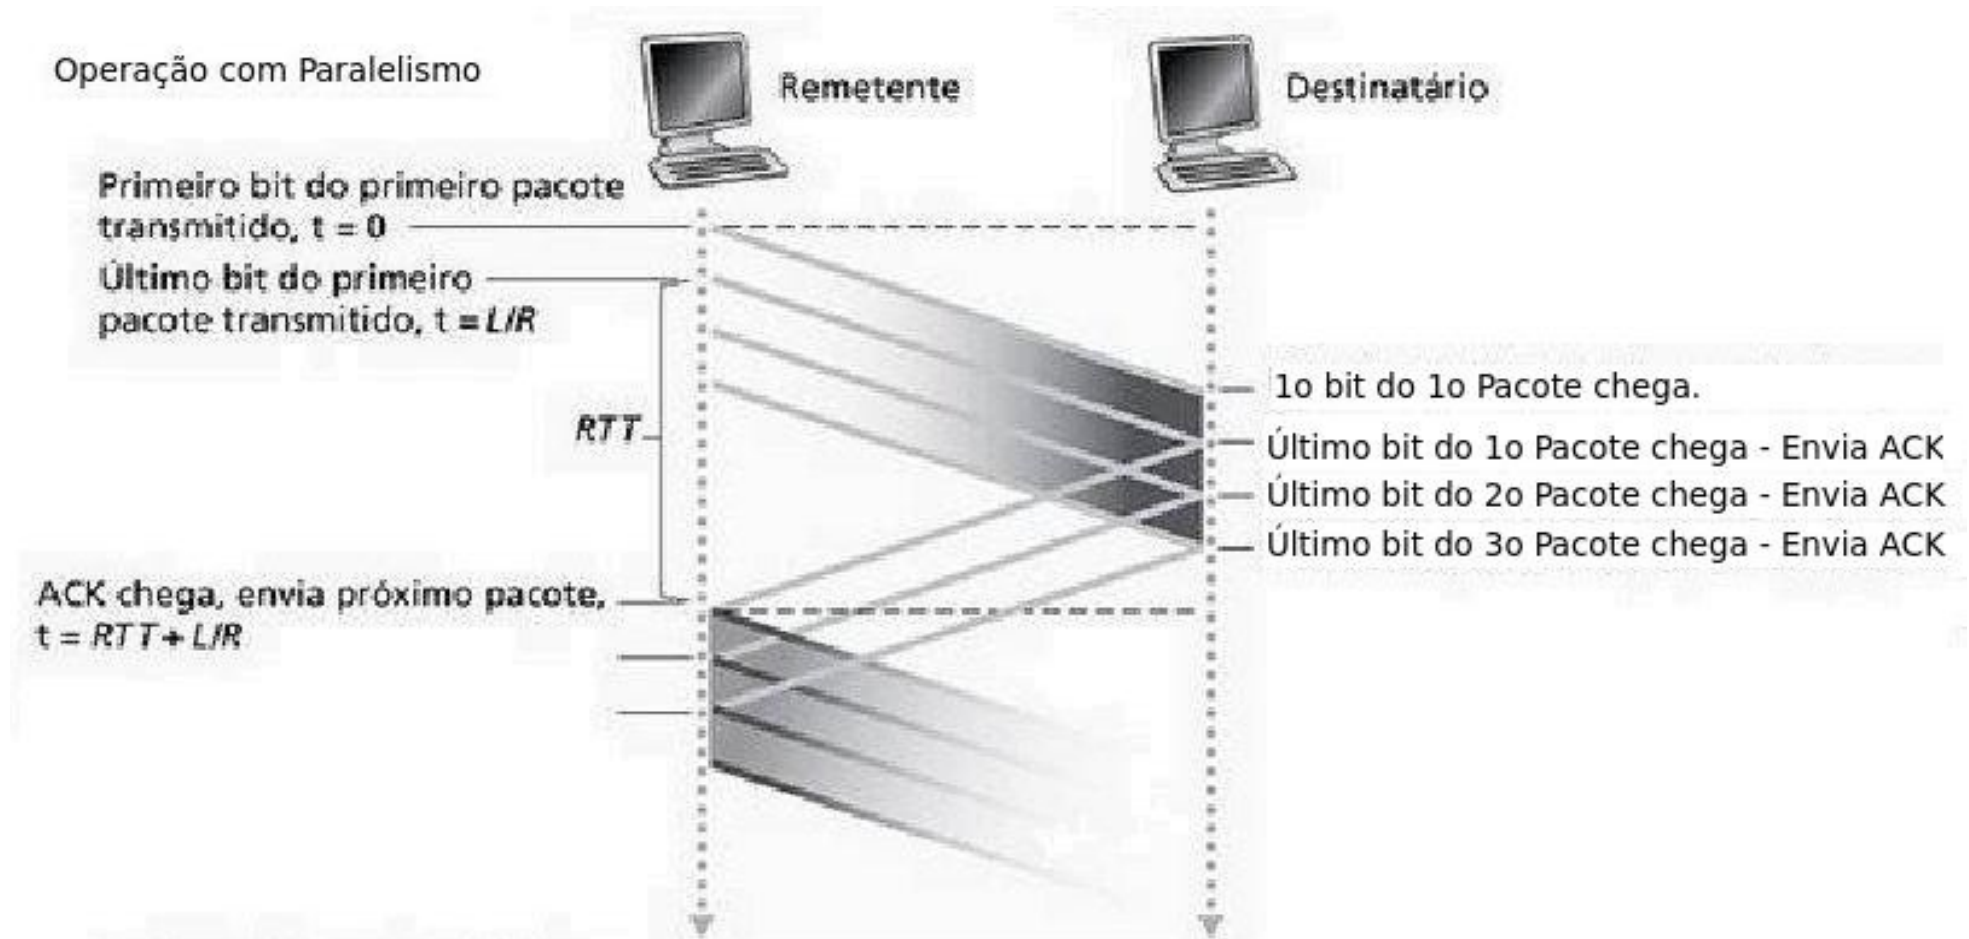 Operação com Paralelismo
Remetente
Destinatário
Primeiro bit do primeiro pacote
transmitido, t = 0
Último bit do primeiro
pacote transmitido, t = L/R
RTT
1o bit do 1o Pacote chega.
Último bit do 1o Pacote chega - Envia ACK
Último bit do 2o Pacote chega - Envia ACK
Último bit do 3o Pacote chega - Envia ACK
ACK chega, envia próximo pacote,
t = RTT + L/R